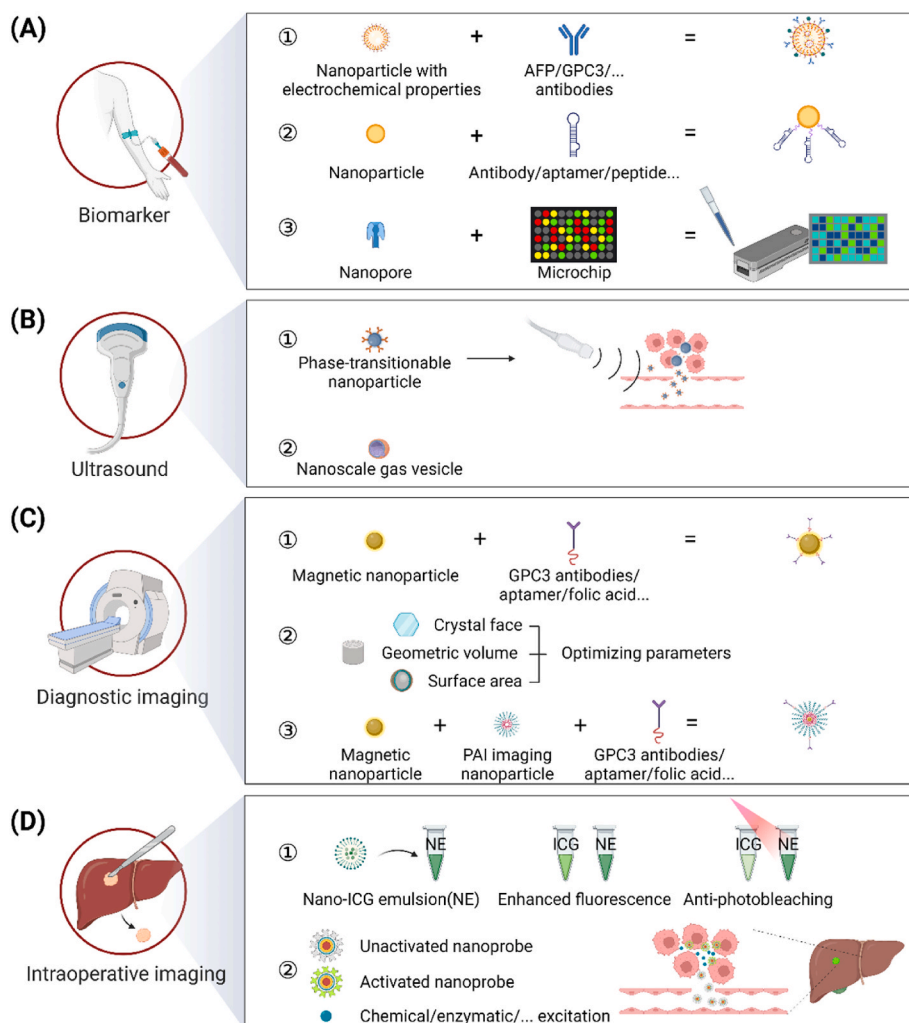 (A)
Biomarker
① + =
Nanoparticle with
electrochemical properties
AFP/GPC3/...
antibodies
② + =
Nanoparticle
Antibody/aptamer/peptide...
③ + =
Nanopore
Microchip
(B)
Ultrasound
①
Phase-transitionable
nanoparticle
②
Nanoscale gas vesicle
(C)
Diagnostic imaging
① + =
Magnetic nanoparticle
GPC3 antibodies/
aptamer/folic acid...
②
Crystal face
Geometric volume
Surface area
Optimizing parameters
③ + + =
Magnetic
nanoparticle
PAI imaging
nanoparticle
GPC3 antibodies/
aptamer/folic acid...
(D)
Intraoperative imaging
①
NE
ICG NE
ICG NE
Nano-ICG emulsion(NE)
Enhanced fluorescence
Anti-photobleaching
②
Unactivated nanoprobe
Activated nanoprobe
Chemical/enzymatic/... excitation